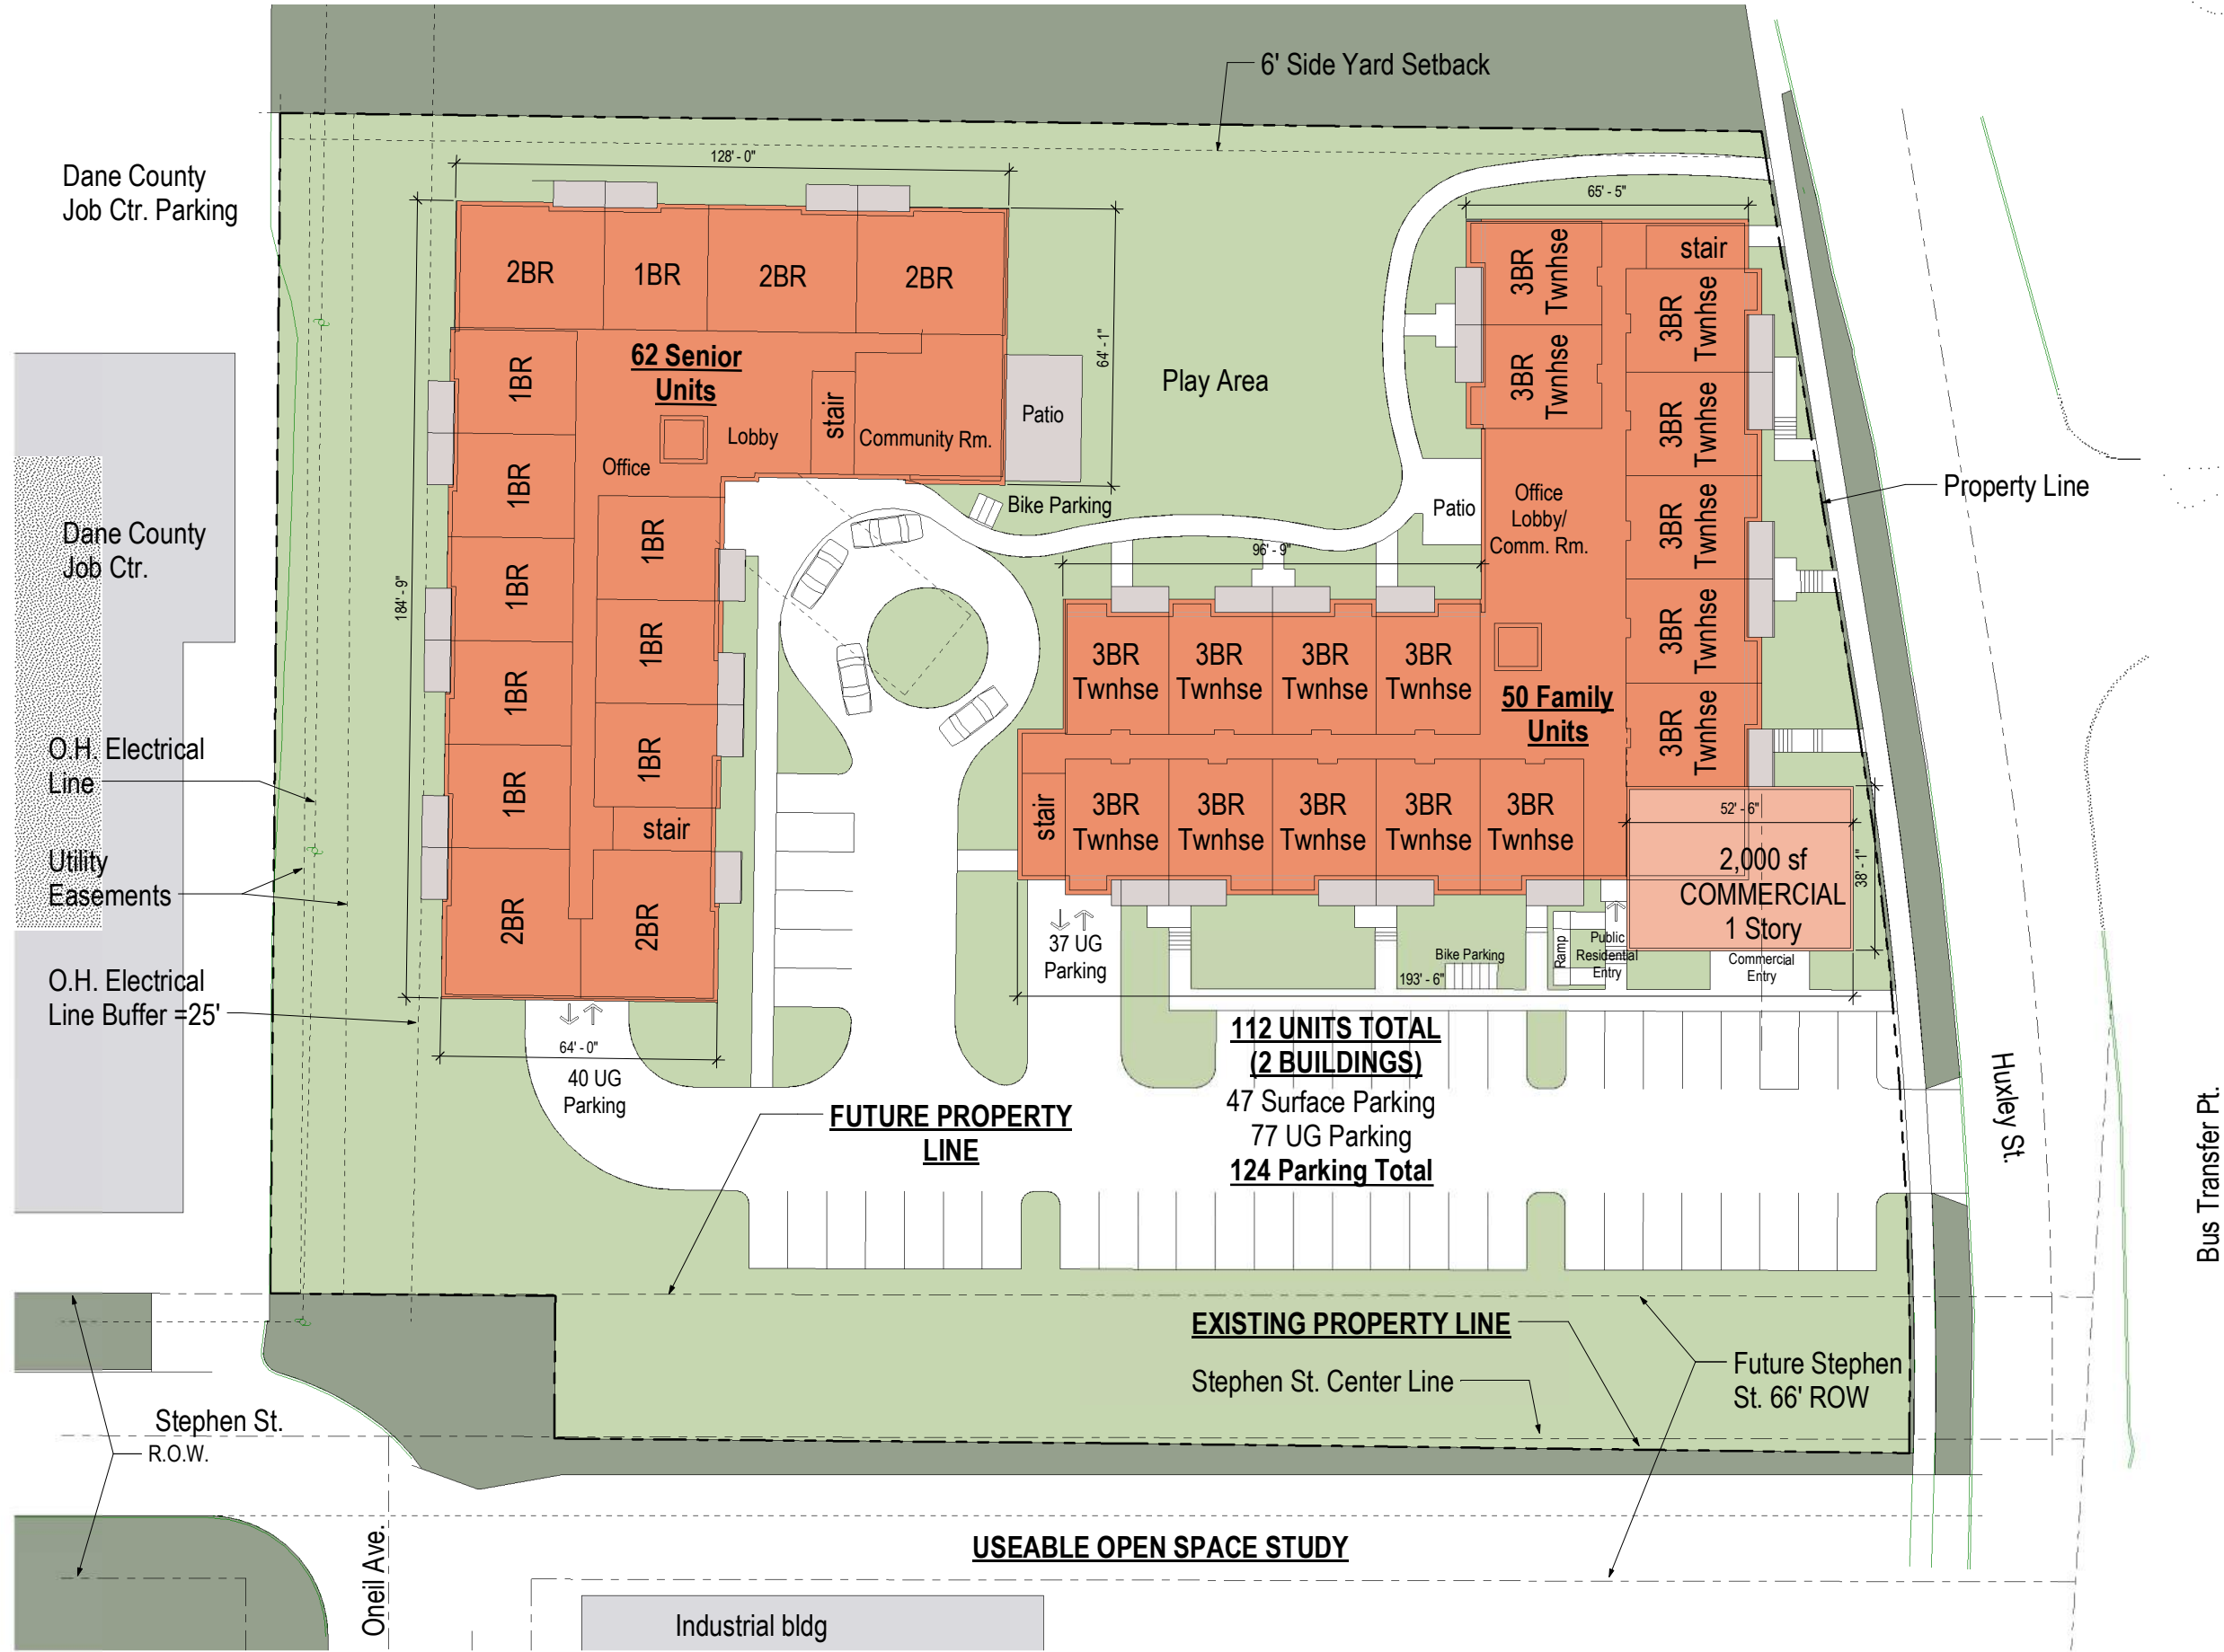 6' Side Yard Setback
128' - 0"
Dane County
Job Ctr. Parking
65' - 5"
2BR
1BR
2BR
2BR
3BR
Twnhse
stair
3BR
Twnhse
3BR
Twnhse
62 Senior
Units
1BR
64' - 1"
Play Area
stair
Lobby
Community Rm.
Patio
Office
1BR
3BR
Twnhse
Property Line
Bike Parking
Patio
Office
Lobby/
Comm. Rm.
3BR
Twnhse
Dane County
Job Ctr.
1BR
1BR
96' - 9"
184' - 9"
3BR
Twnhse
3BR
Twnhse
3BR
Twnhse
3BR
Twnhse
3BR
Twnhse
1BR
1BR
50 Family
Units
3BR
Twnhse
O.H. Electrical
Line
1BR
1BR
stair
stair
3BR
Twnhse
3BR
Twnhse
3BR
Twnhse
3BR
Twnhse
3BR
Twnhse
52' - 6"
38' - 1"
2,000 sf
COMMERCIAL
1 Story
Utility
Easements
2BR
2BR
37 UG
Parking
Bike Parking
Ramp
Public
Residential
Entry
Commercial
Entry
193' - 6"
O.H. Electrical
Line Buffer =25'
64' - 0"
40 UG
Parking
112 UNITS TOTAL
(2 BUILDINGS)
47 Surface Parking
77 UG Parking
124 Parking Total
FUTURE PROPERTY
LINE
Huxley St.
Bus Transfer Pt.
EXISTING PROPERTY LINE
Stephen St. Center Line
Future Stephen
St. 66' ROW
Stephen St.
R.O.W.
Oneil Ave.
USEABLE OPEN SPACE STUDY
Industrial bldg